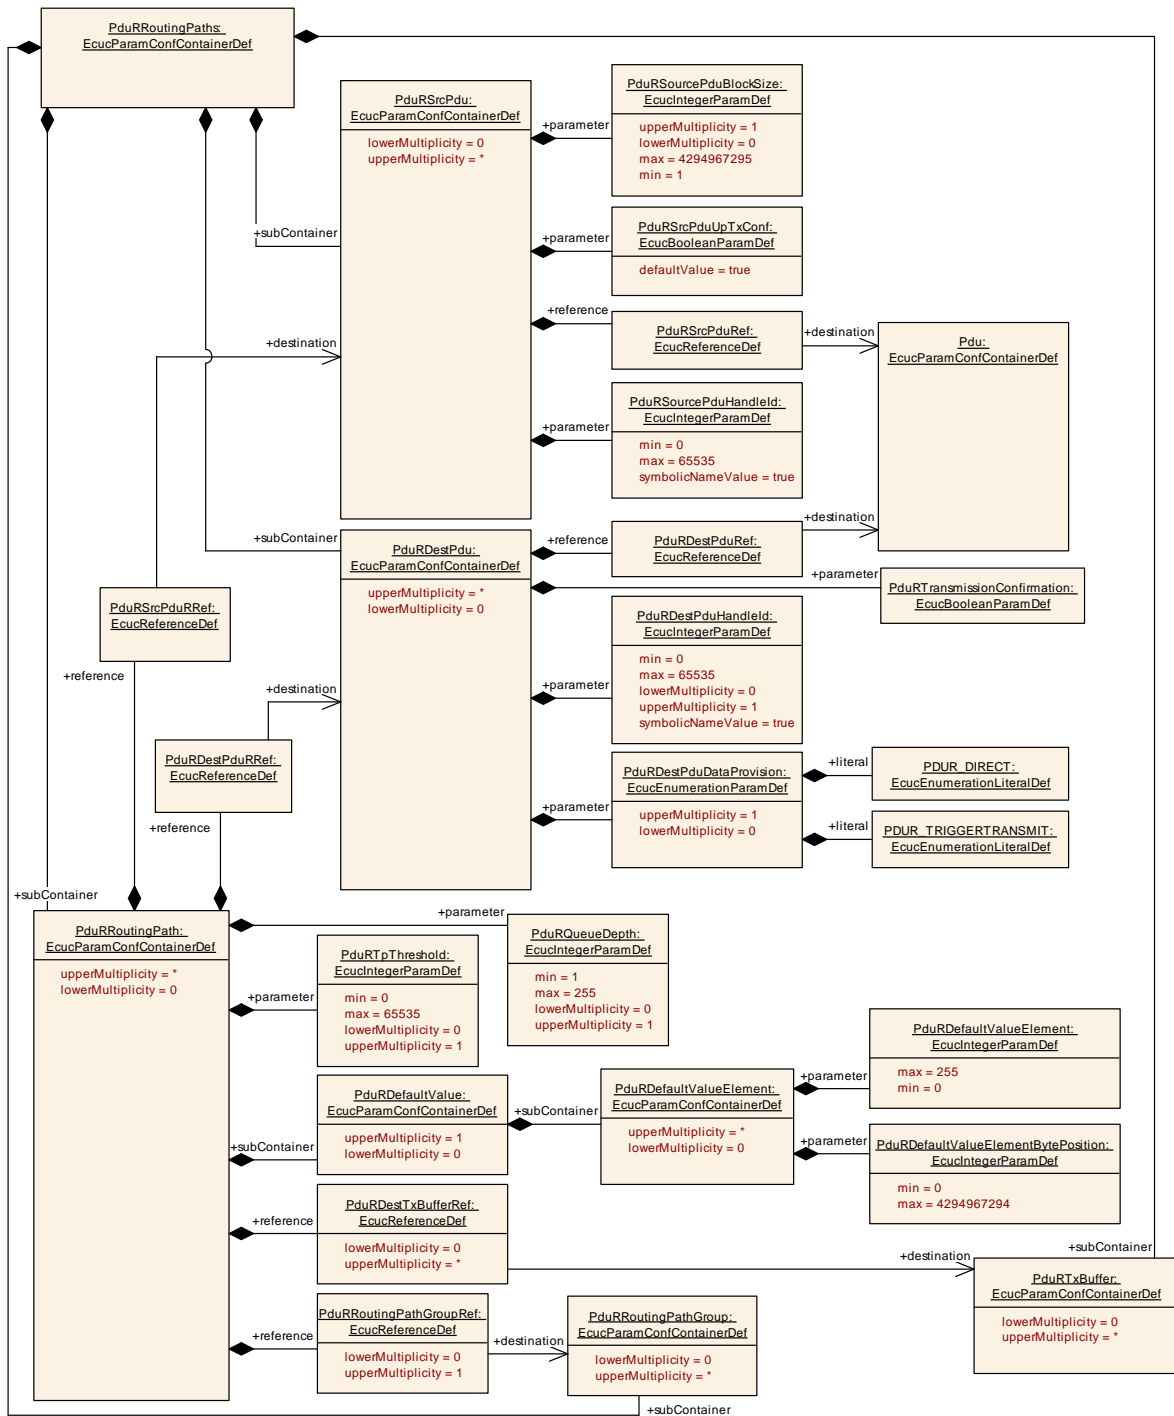 PduRRoutingPaths:
EcucParamConfContainerDef
PduRSrcPdu:
EcucParamConfContainerDef
lowerMultiplicity = 0
upperMultiplicity = *
+parameter
PduRSourcePduBlockSize:
EcucIntegerParamDef
upperMultiplicity = 1
lowerMultiplicity = 0
max = 4294967295
min = 1
+subContainer
+parameter
PduRSrcPduUpTxConf:
EcucBooleanParamDef
defaultValue = true
+reference
PduRSrcPduRef:
EcucReferenceDef
+destination
Pdu:
EcucParamConfContainerDef
+destination
+parameter
PduRSourcePduHandleId:
EcucIntegerParamDef
min = 0
max = 65535
symbolicNameValue = true
+subContainer
PduRDestPdu:
EcucParamConfContainerDef
upperMultiplicity = *
lowerMultiplicity = 0
+reference
PduRDestPduRef:
EcucReferenceDef
+destination
+parameter
PduRTransmissionConfirmation:
EcucBooleanParamDef
PduRSrcPduRRef:
EcucReferenceDef
+reference
+parameter
PduRDestPduHandleId:
EcucIntegerParamDef
min = 0
max = 65535
lowerMultiplicity = 0
upperMultiplicity = 1
symbolicNameValue = true
+destination
PduRDestPduRRef:
EcucReferenceDef
+reference
+parameter
PduRDestPduDataProvision:
EcucEnumerationParamDef
upperMultiplicity = 1
lowerMultiplicity = 0
+literal
PDUR_DIRECT:
EcucEnumerationLiteralDef
+literal
PDUR_TRIGGERTRANSMIT:
EcucEnumerationLiteralDef
+subContainer
PduRRoutingPath:
EcucParamConfContainerDef
upperMultiplicity = *
lowerMultiplicity = 0
+parameter
PduRQueueDepth:
EcucIntegerParamDef
min = 1
max = 255
lowerMultiplicity = 0
upperMultiplicity = 1
+parameter
PduRTpThreshold:
EcucIntegerParamDef
min = 0
max = 65535
lowerMultiplicity = 0
upperMultiplicity = 1
+subContainer
PduRDefaultValue:
EcucParamConfContainerDef
upperMultiplicity = 1
lowerMultiplicity = 0
+subContainer
PduRDefaultValueElement:
EcucParamConfContainerDef
upperMultiplicity = *
lowerMultiplicity = 0
+parameter
PduRDefaultValueElement:
EcucIntegerParamDef
max = 255
min = 0
+parameter
PduRDefaultValueElementBytePosition:
EcucIntegerParamDef
min = 0
max = 4294967294
+reference
PduRDestTxBufferRef:
EcucReferenceDef
lowerMultiplicity = 0
upperMultiplicity = *
+destination
+subContainer
PduRTxBuffer:
EcucParamConfContainerDef
lowerMultiplicity = 0
upperMultiplicity = *
+reference
PduRRoutingPathGroupRef:
EcucReferenceDef
lowerMultiplicity = 0
upperMultiplicity = 1
+destination
PduRRoutingPathGroup:
EcucParamConfContainerDef
lowerMultiplicity = 0
upperMultiplicity = *
+subContainer